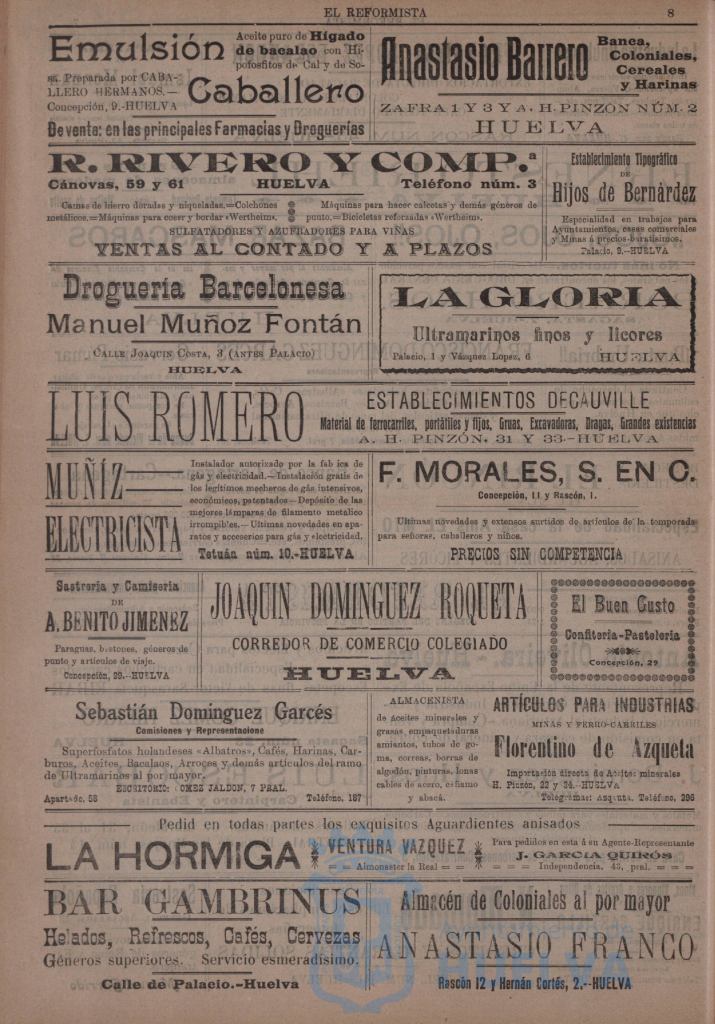 EL REFORMISTA
8
Emulsión
Aceite puro de Hígado
de bacalao con Hi-
pofosfitos de Cal y de So-
sa. Preparada por CABA-
LLERO HERMANOS.—
Concepción, 9.-HUELVA
Caballero
De venta: en las principales Farmacias y Droguerías
Anastasio Barrero
Banca,
Coloniales,
Cereales
y Harinas
ZAFRA 1 Y 3 Y A. H. PINZÓN NÚM. 2
HUELVA
R. RIVERO Y COMP.ª
Cánovas, 59 y 61 HUELVA Teléfono núm. 3
Camas de hierro doradas y niqueladas.=Colchones
metálicos.=Máquinas para coser y bordar «Wertheim».
Máquinas para hacer calcetas y demás géneros de
punto.=Bicicletas reforzadas «Wertheim».
SULFATADORES Y AZUFRADORES PARA VIÑAS
VENTAS AL CONTADO Y A PLAZOS
Establecimiento Tipográfico
DE
Hijos de Bernárdez
Especialidad en trabajos para
Ayuntamientos, casas comerciales
y Minas á precios baratísimos.
Palacio, 9.-HUELVA
Droguería Barcelonesa
Manuel Muñoz Fontán
CALLE JOAQUIN COSTA, 3 (ANTES PALACIO)
HUELVA
LA GLORIA
Ultramarinos finos y licores
Palacio, 1 y Vázquez Lopez, 6 HUELVA
LUIS ROMERO
ESTABLECIMIENTOS DECAUVILLE
Material de ferrocarriles, portátiles y fijos, Gruas, Excavadoras, Dragas, Grandes existencias
A. H. PINZÓN, 31 Y 33.-HUELVA
MUÑÍZ
ELECTRICISTA
Instalador autorizado por la fabrica de
gás y electricidad.—Instalación gratis de
los legítimos mecheros de gás intensivos,
económicos, patentados—Depósito de las
mejores lámparas de filamento metálico
irrompibles.—Ultimas novedades en apa-
ratos y accesorios para gás y electricidad.
Tetuán núm. 10.-HUELVA
F. MORALES, S. EN C.
Concepción, 11 y Rascón, 1.
Ultimas novedades y extensos surtidos de artículos de la temporada
para señoras, caballeros y niños.
PRECIOS SIN COMPETENCIA
Sastrería y Camiseria
DE
A. BENITO JIMENEZ
Paraguas, bastones, géneros de
punto y artículos de viaje.
Concepción, 29.-HUELVA
JOAQUIN DOMINGUEZ ROQUETA
CORREDOR DE COMERCIO COLEGIADO
HUELVA
El Buen Gusto
Confitería-Pastelería
Concepción, 29
Sebastián Dominguez Garcés
Comisiones y Representacione
Superfosfatos holandeses «Albatros», Cafés, Harinas, Car-
buros, Aceites, Bacalaos, Arroces y demás artículos del ramo
de Ultramarinos al por mayor.
ESCRITORIO: GOMEZ JALDON, 7 PRAL.
Apartado, 58 Teléfono, 187
ALMACENISTA
de Aceites minerales y
grasas, empaquetaduras
amiantos, tubos de go-
ma, correas, borras de
algodón, pinturas, lonas
cables de acero, cáñamo
y abacá.
ARTÍCULOS PARA INDUSTRIAS
MINAS Y FERRO-CARRILES
Florentino de Azqueta
Importación directa de Aceites minerales
H. Pinzón, 22 y 24.-HUELVA
Telegramas: Azqueta. Teléfono, 296
Pedid en todas partes los exquisitos Aguardientes anisados
LA HORMIGA
VENTURA VAZQUEZ
Almonaster la Real
Para pedidos en esta á su Agente-Representante
J. GARCIA QUIRÓS
Independencia, 43, pral.
BAR GAMBRINUS
Helados, Refrescos, Cafés, Cervezas
Géneros superiores. Servicio esmeradísimo.
Calle de Palacio.-Huelva
Almacén de Coloniales al por mayor
ANASTASIO FRANCO
Rascón 12 y Hernán Cortés, 2.--HUELVA
HUELVA